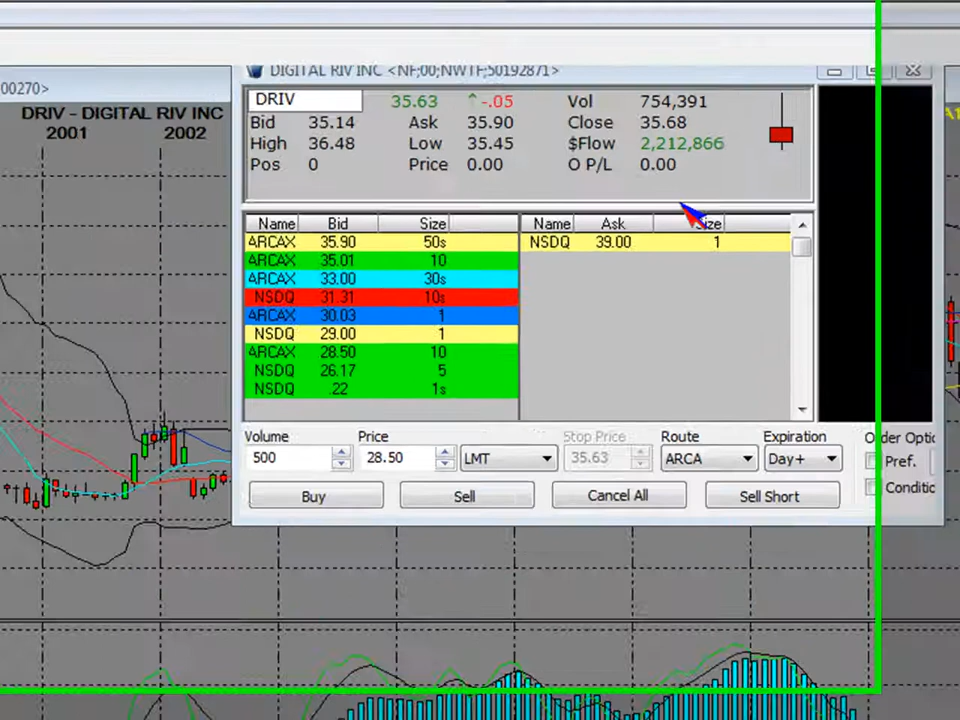 DIGITAL RIV INC <NF;00;NWTF;50192871>
00270>
DRIV - DIGITAL RIV INC
2001 2002
DRIV 35.63 ↑ -.05 Vol 754,391
Bid 35.14 Ask 35.90 Close 35.68
High 36.48 Low 35.45 $Flow 2,212,866
Pos 0 Price 0.00 O P/L 0.00
Name Bid Size Name Ask Size
ARCAX 35.90 50s NSDQ 39.00 1
ARCAX 35.01 10
ARCAX 33.00 30s
NSDQ 31.31 10s
ARCAX 30.03 1
NSDQ 29.00 1
ARCAX 28.50 10
NSDQ 26.17 5
NSDQ .22 1s
Volume Price Stop Price Route Expiration Order Optic
500 28.50 LMT 35.63 ARCA Day+ Pref.
Buy Sell Cancel All Sell Short Conditic